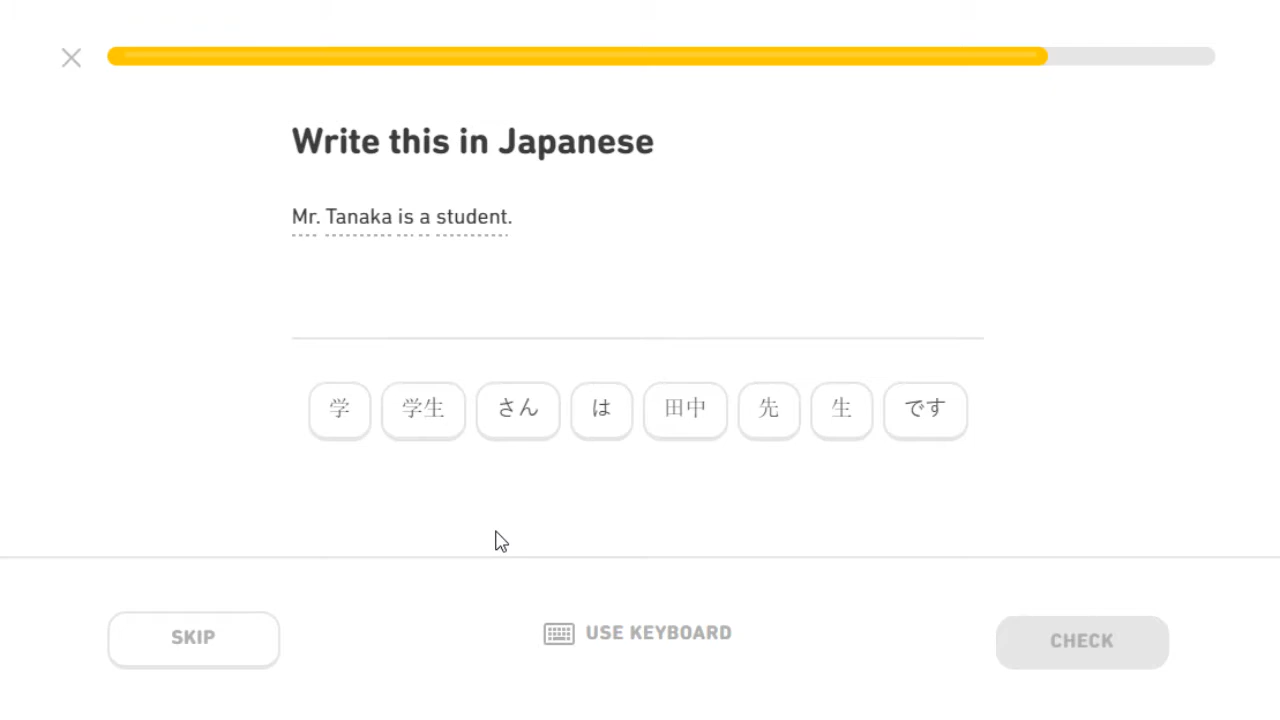 Write this in Japanese
Mr. Tanaka is a student.
学 学生 さん は 田中 先 生 です
SKIP
USE KEYBOARD
CHECK